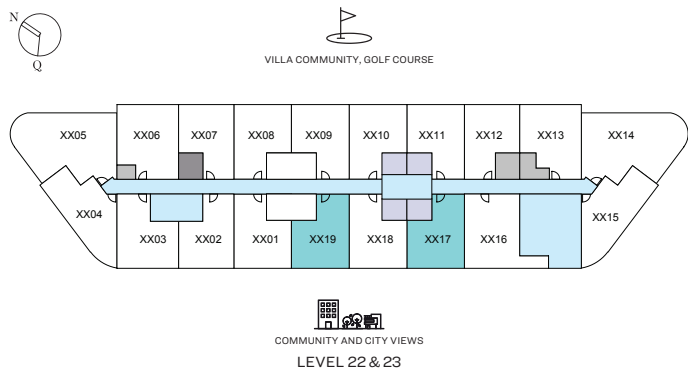 N
Q
VILLA COMMUNITY, GOLF COURSE
XX05 XX06 XX07 XX08 XX09 XX10 XX11 XX12 XX13 XX14
XX04 XX03 XX02 XX01 XX19 XX18 XX17 XX16 XX15
COMMUNITY AND CITY VIEWS
LEVEL 22 & 23